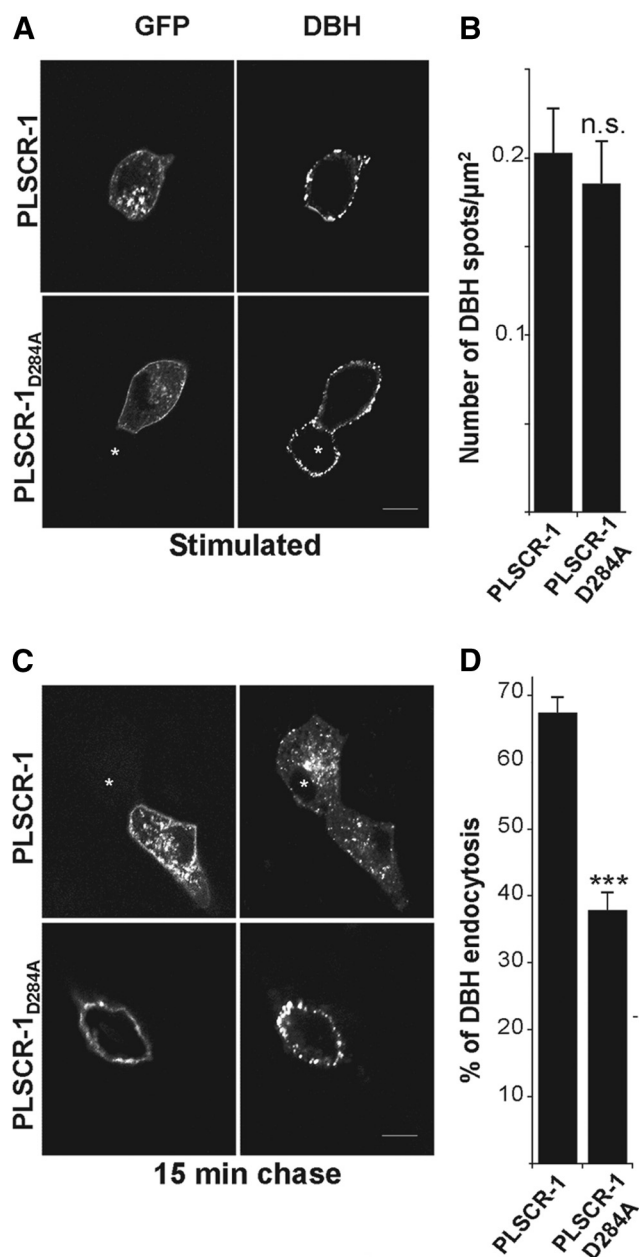 A
GFP
DBH
B
PLSCR-1
PLSCR-1D284A
*
*
Stimulated
Number of DBH spots/µm²
0.2
0.1
n.s.
PLSCR-1
PLSCR-1
D284A
C
D
PLSCR-1
PLSCR-1D284A
*
*
15 min chase
% of DBH endocytosis
70
60
50
40
30
20
10
***
PLSCR-1
PLSCR-1
D284A